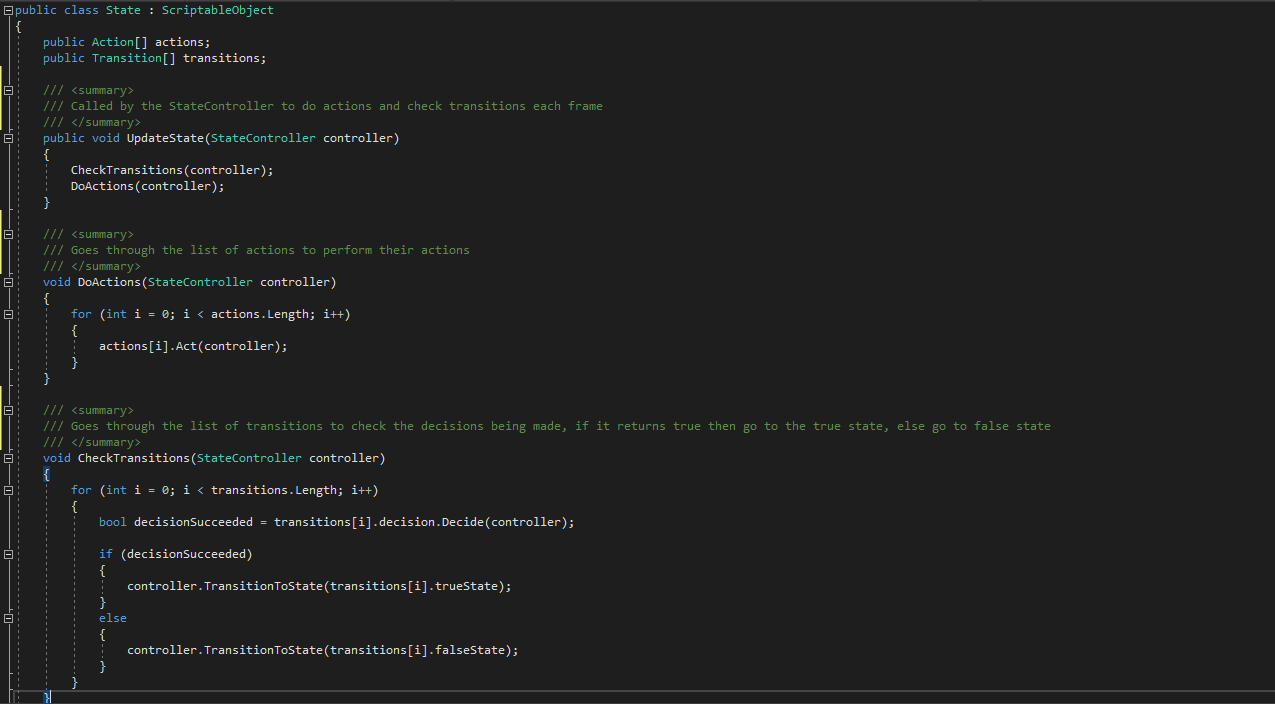 public class State : ScriptableObject
{
    public Action[] actions;
    public Transition[] transitions;

    /// <summary>
    /// Called by the StateController to do actions and check transitions each frame
    /// </summary>
    public void UpdateState(StateController controller)
    {
        CheckTransitions(controller);
        DoActions(controller);
    }

    /// <summary>
    /// Goes through the list of actions to perform their actions
    /// </summary>
    void DoActions(StateController controller)
    {
        for (int i = 0; i < actions.Length; i++)
        {
            actions[i].Act(controller);
        }
    }

    /// <summary>
    /// Goes through the list of transitions to check the decisions being made, if it returns true then go to the true state, else go to false state
    /// </summary>
    void CheckTransitions(StateController controller)
    {
        for (int i = 0; i < transitions.Length; i++)
        {
            bool decisionSucceeded = transitions[i].decision.Decide(controller);

            if (decisionSucceeded)
            {
                controller.TransitionToState(transitions[i].trueState);
            }
            else
            {
                controller.TransitionToState(transitions[i].falseState);
            }
        }
    }